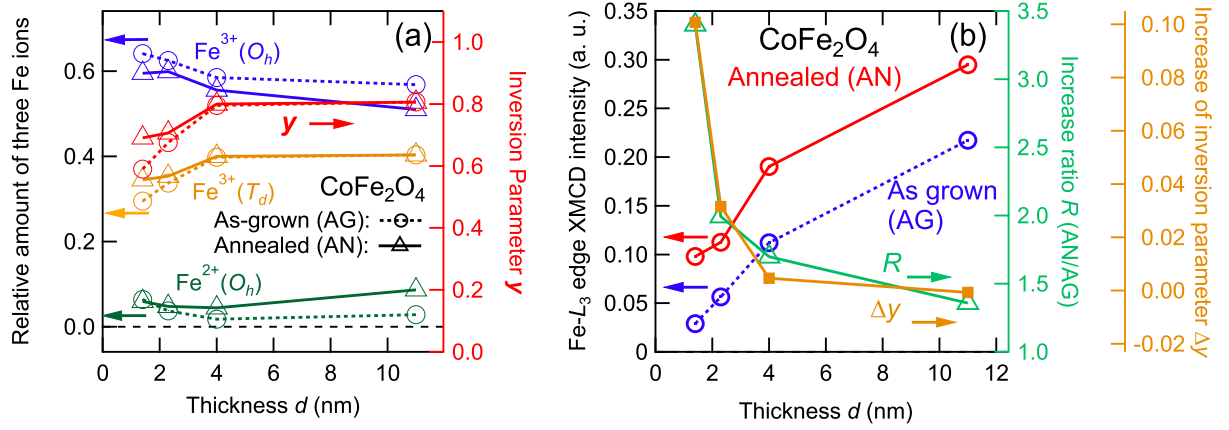 (a)
Relative amount of three Fe ions
0.6
0.4
0.2
0.0
Fe³⁺(Oₕ)
y
Fe³⁺(T_d)
CoFe₂O₄
As-grown (AG):
Annealed (AN):
Fe²⁺(Oₕ)
1.0
0.8
0.6
0.4
0.2
0.0
Inversion Parameter y
0 2 4 6 8 10 12
Thickness d (nm)
(b)
Fe-L₃ edge XMCD intensity (a. u.)
0.35
0.30
0.25
0.20
0.15
0.10
0.05
0.00
CoFe₂O₄
Annealed (AN)
As grown
(AG)
R
Δy
3.5
3.0
2.5
2.0
1.5
1.0
Increase ratio R (AN/AG)
0.10
0.08
0.06
0.04
0.02
0.00
-0.02
Increase of inversion parameter Δy
0 2 4 6 8 10 12
Thickness d (nm)